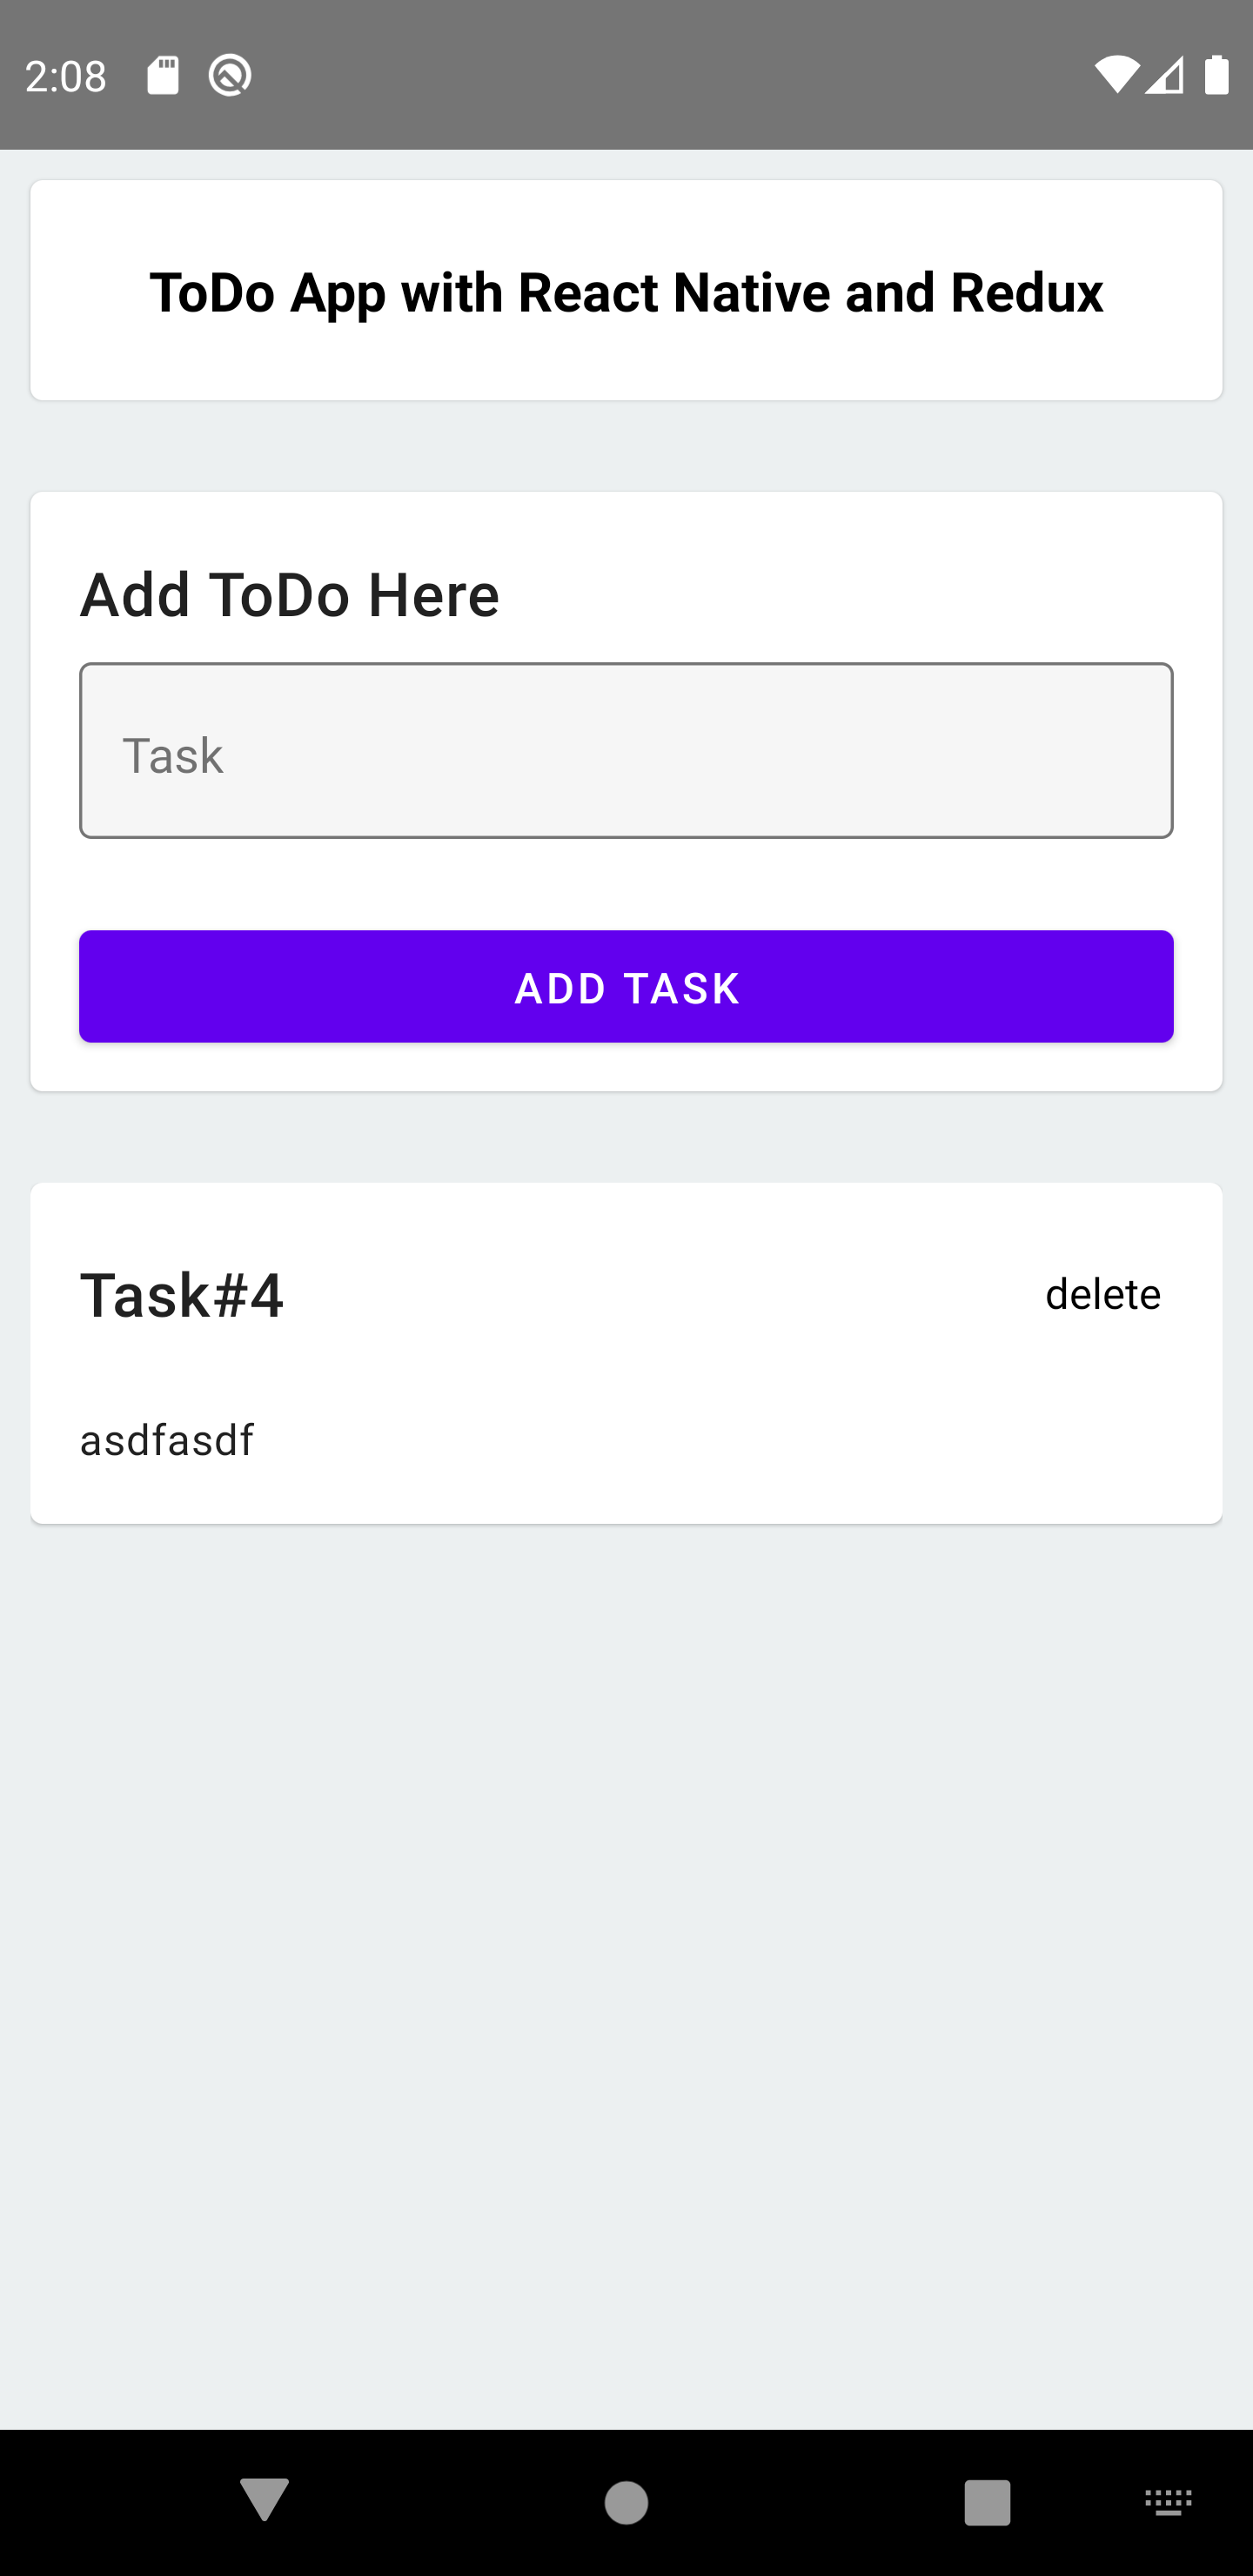 2:08
ToDo App with React Native and Redux
Add ToDo Here
Task
ADD TASK
Task#4
delete
asdfasdf